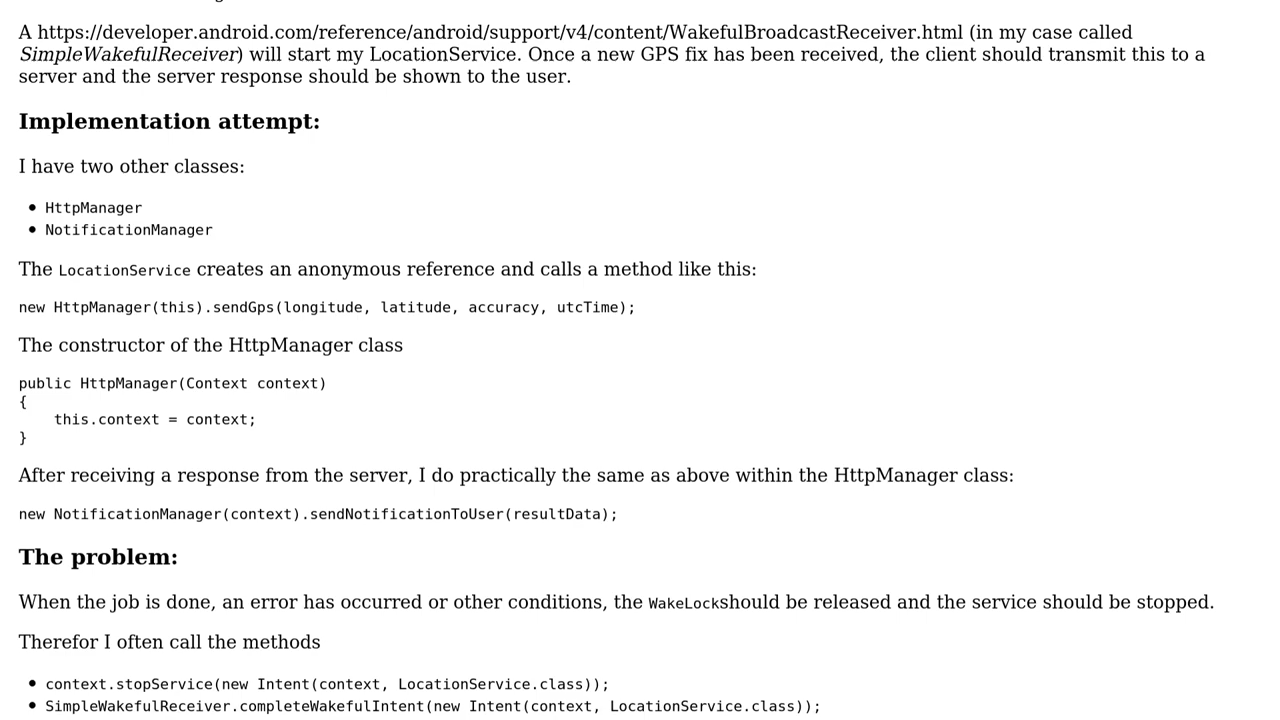 A https://developer.android.com/reference/android/support/v4/content/WakefulBroadcastReceiver.html (in my case called
SimpleWakefulReceiver) will start my LocationService. Once a new GPS fix has been received, the client should transmit this to a
server and the server response should be shown to the user.
Implementation attempt:
I have two other classes:
• HttpManager
• NotificationManager
The LocationService creates an anonymous reference and calls a method like this:
new HttpManager(this).sendGps(longitude, latitude, accuracy, utcTime);
The constructor of the HttpManager class
public HttpManager(Context context)
{
    this.context = context;
}
After receiving a response from the server, I do practically the same as above within the HttpManager class:
new NotificationManager(context).sendNotificationToUser(resultData);
The problem:
When the job is done, an error has occurred or other conditions, the WakeLockshould be released and the service should be stopped.
Therefor I often call the methods
• context.stopService(new Intent(context, LocationService.class));
• SimpleWakefulReceiver.completeWakefulIntent(new Intent(context, LocationService.class));